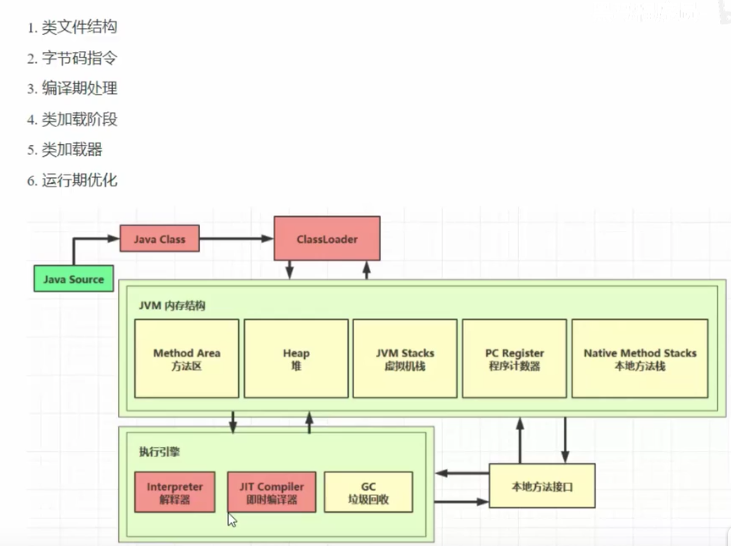 1. 类文件结构
2. 字节码指令
3. 编译期处理
4. 类加载阶段
5. 类加载器
6. 运行期优化
Java Class
ClassLoader
Java Source
JVM 内存结构
Method Area
方法区
Heap
堆
JVM Stacks
虚拟机栈
PC Register
程序计数器
Native Method Stacks
本地方法栈
执行引擎
Interpreter
解释器
JIT Compiler
即时编译器
GC
垃圾回收
本地方法接口